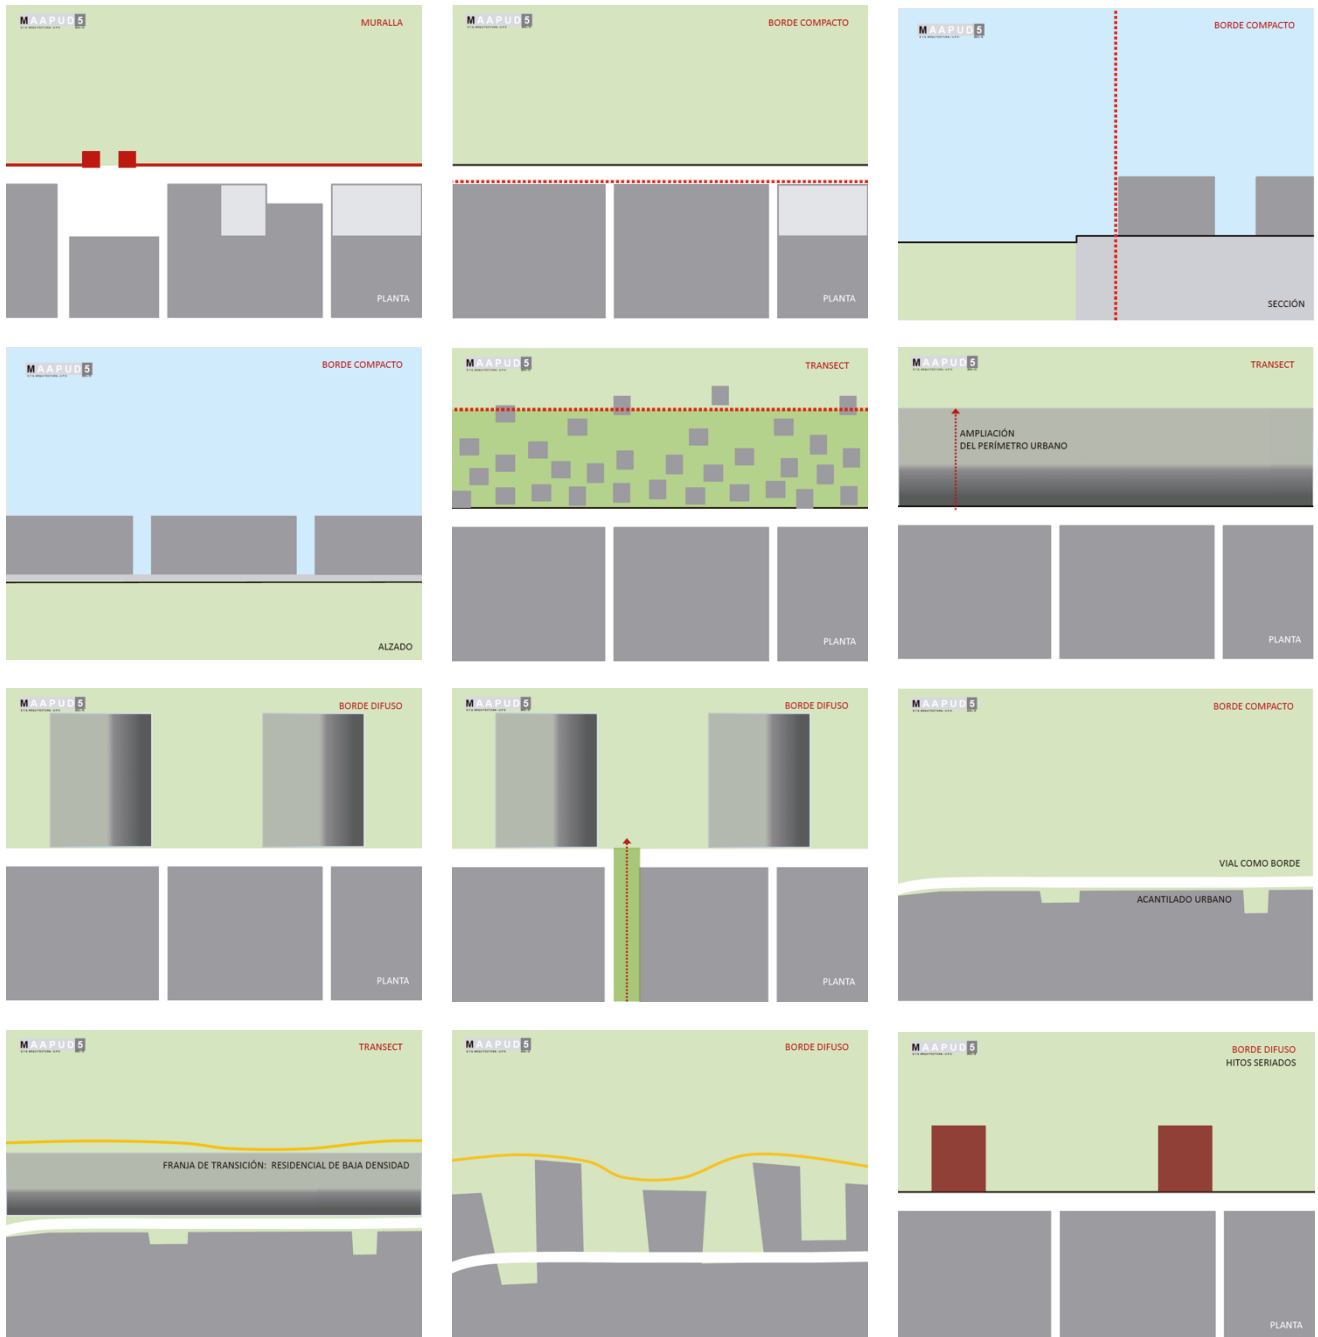 MAAPUD5
MURALLA
PLANTA
MAAPUD5
BORDE COMPACTO
PLANTA
MAAPUD5
BORDE COMPACTO
SECCIÓN
MAAPUD5
BORDE COMPACTO
ALZADO
MAAPUD5
TRANSECT
PLANTA
MAAPUD5
TRANSECT
AMPLIACIÓN
DEL PERÍMETRO URBANO
PLANTA
MAAPUD5
BORDE DIFUSO
PLANTA
MAAPUD5
BORDE DIFUSO
PLANTA
MAAPUD5
BORDE COMPACTO
VIAL COMO BORDE
ACANTILADO URBANO
MAAPUD5
TRANSECT
FRANJA DE TRANSICIÓN: RESIDENCIAL DE BAJA DENSIDAD
MAAPUD5
BORDE DIFUSO
MAAPUD5
BORDE DIFUSO
HITOS SERIADOS
PLANTA